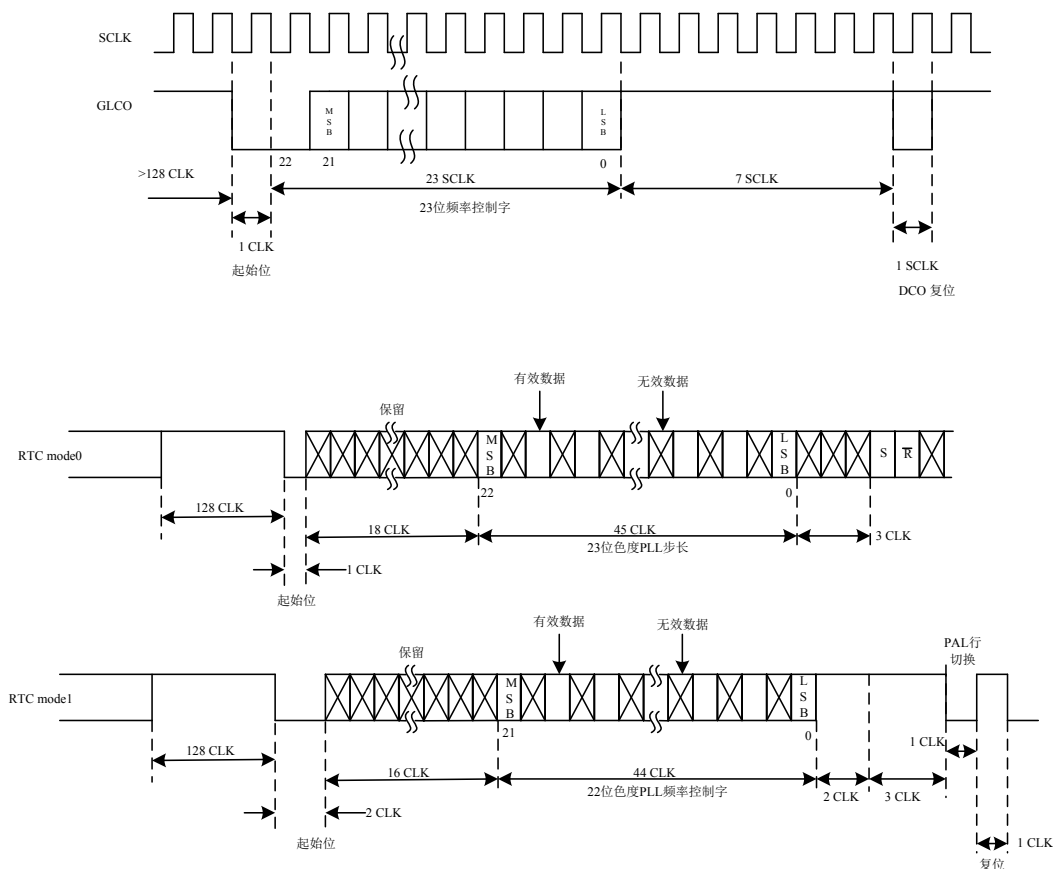 SCLK
GLCO
MSB
LSB
22
21
0
>128 CLK
23 SCLK
7 SCLK
23位频率控制字
1 CLK
起始位
1 SCLK
DCO 复位
有效数据
无效数据
保留
RTC mode0
MSB
LSB
S
R̅
22
0
128 CLK
18 CLK
45 CLK
3 CLK
23位色度PLL步长
1 CLK
起始位
有效数据
无效数据
PAL行
切换
保留
RTC mode1
MSB
LSB
21
0
1 CLK
128 CLK
16 CLK
44 CLK
22位色度PLL频率控制字
2 CLK
3 CLK
2 CLK
1 CLK
起始位
复位